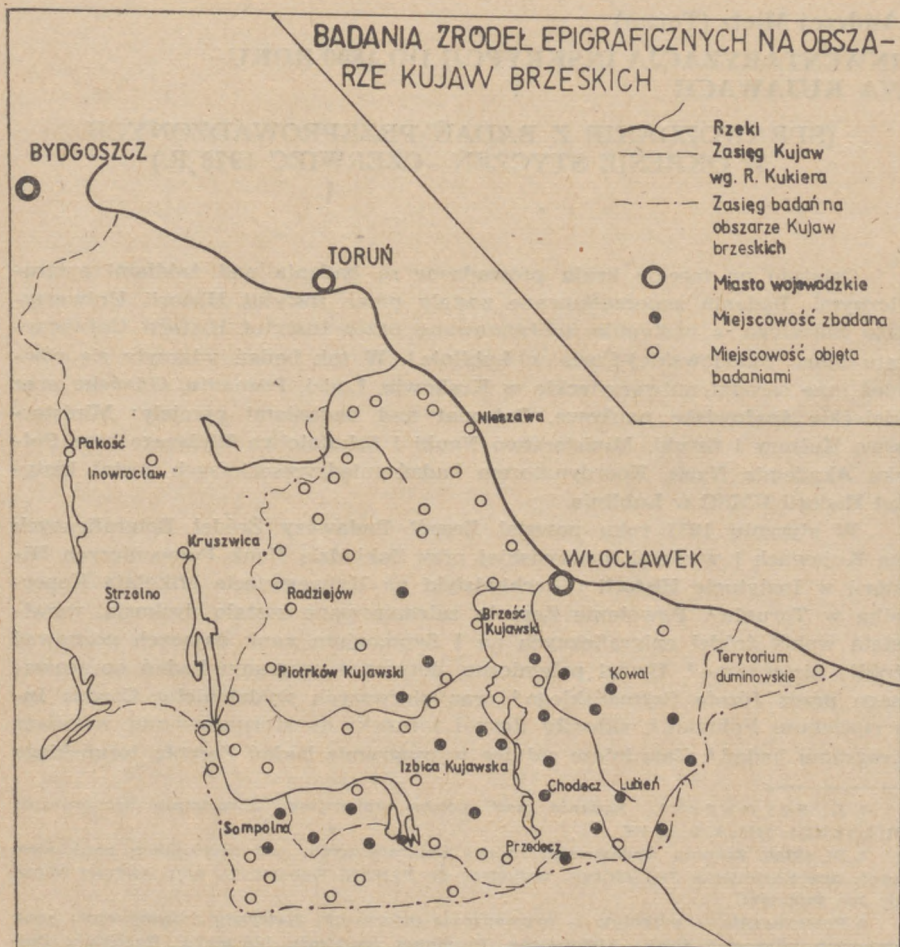 BADANIA ZRÓDEŁ EPIGRAFICZNYCH NA OBSZA-
RZE KUJAW BRZESKICH
Rzeki
Zasięg Kujaw
wg. R. Kukiera
Zasięg badań na
obszarze Kujaw
brzeskich
Miasto wojewódzkie
Miejscowość zbadana
Miejscowość objęta
badaniami
BYDGOSZCZ
TORUŃ
Nieszawa
Pakość
Inowrocław
Kruszwica
WŁOCŁAWEK
Strzelno
Radziejów
Brześć
Kujawski
Piotrków Kujawski
Kowal
Terytorium
duminowskie
Izbica Kujawska
Chodecz
Lubień
Sompolno
Przedecz